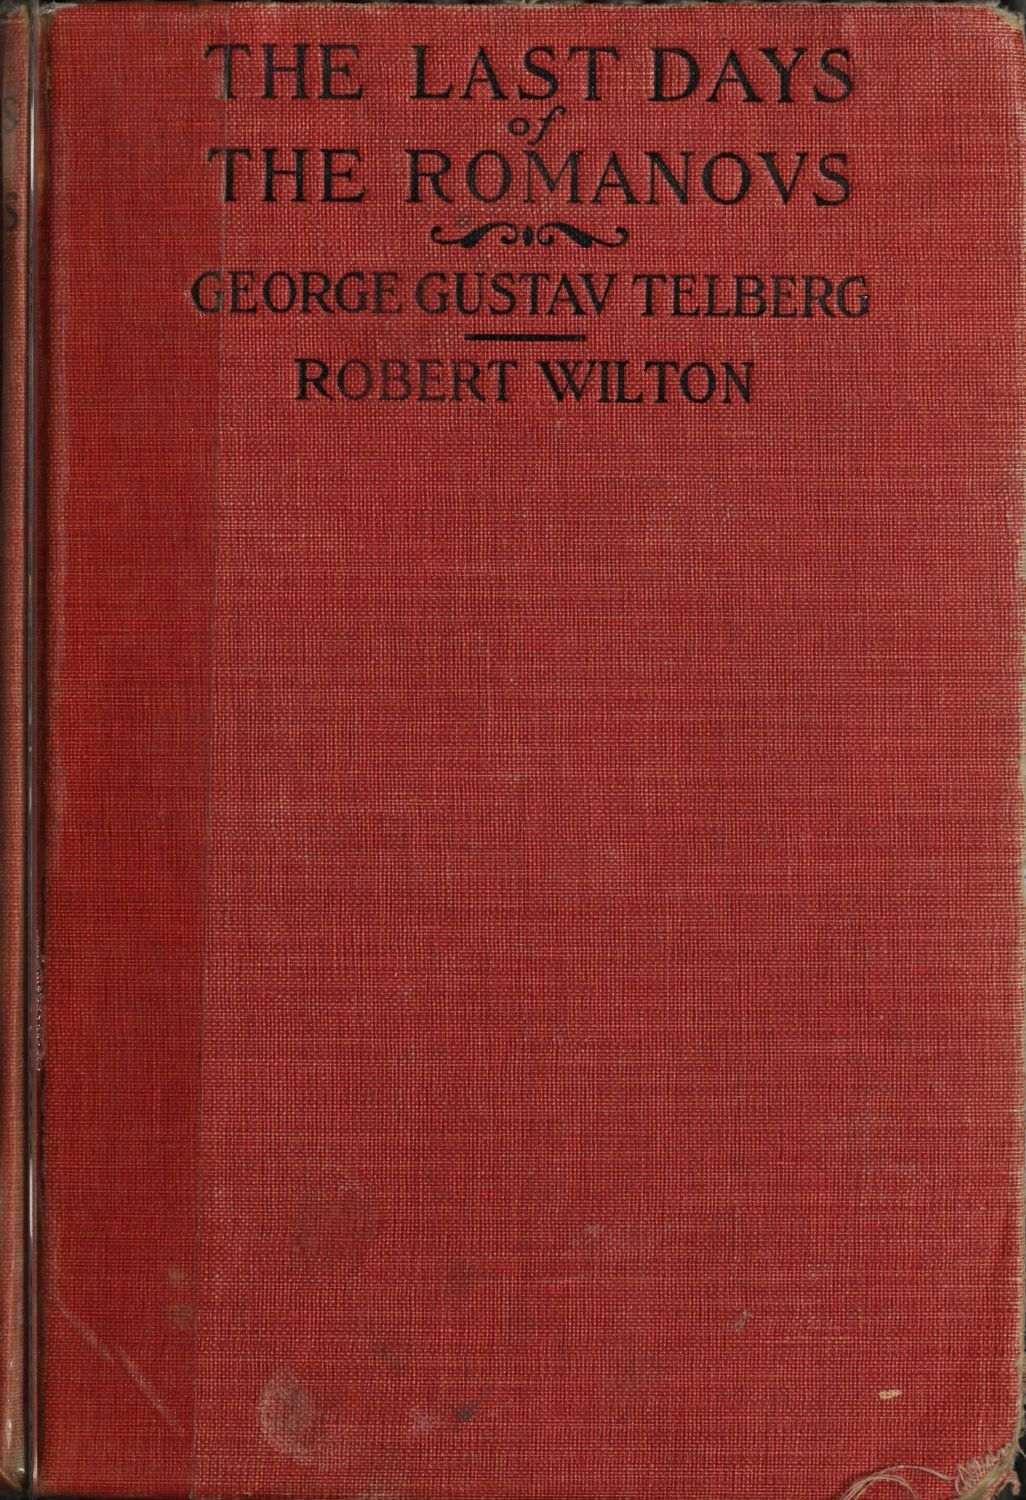 THE LAST DAYS
of
THE ROMANOVS
GEORGE GUSTAV TELBERG
ROBERT WILTON